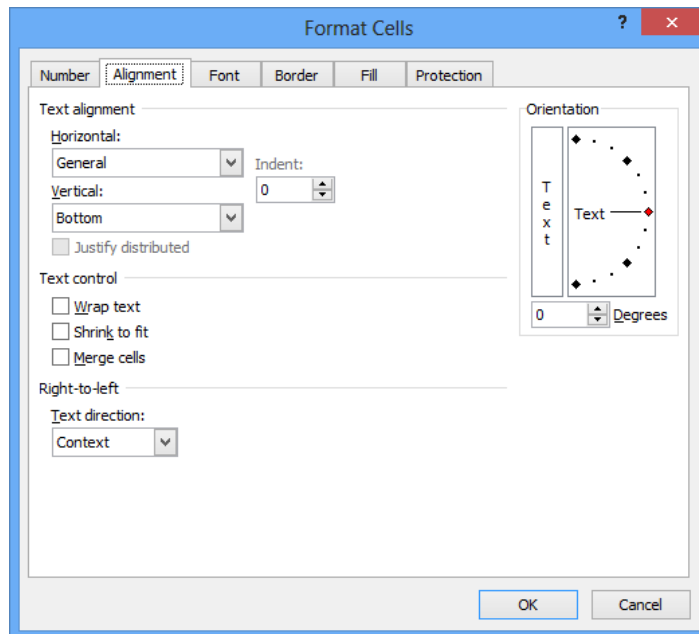 Format Cells
?
Number Alignment Font Border Fill Protection
Text alignment
Horizontal:
General
Indent:
0
Vertical:
Bottom
Justify distributed
Text control
Wrap text
Shrink to fit
Merge cells
Right-to-left
Text direction:
Context
Orientation
Text
Text
0 Degrees
OK Cancel